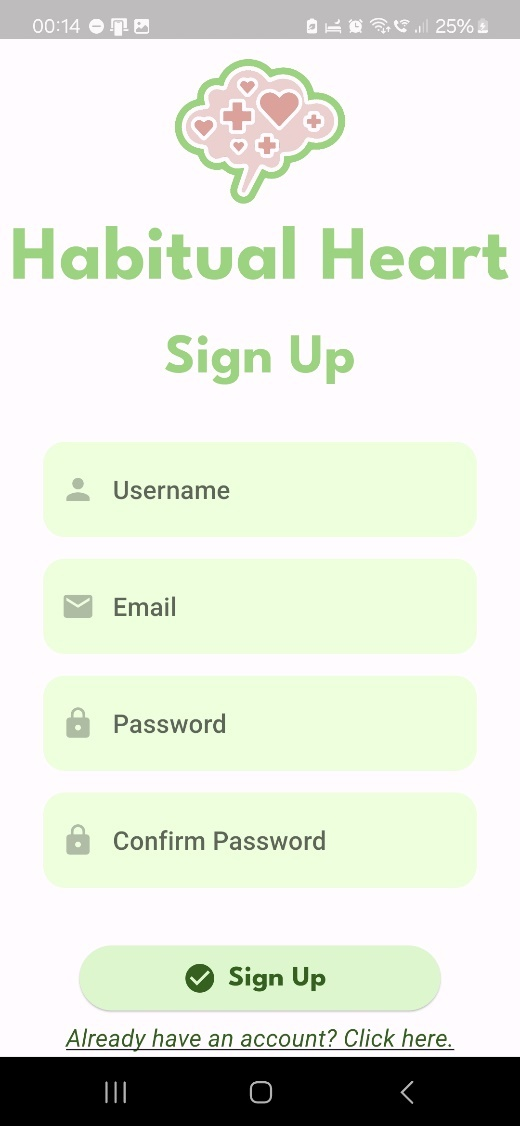 00:14 25%
Habitual Heart
Sign Up
Username
Email
Password
Confirm Password
Sign Up
Already have an account? Click here.